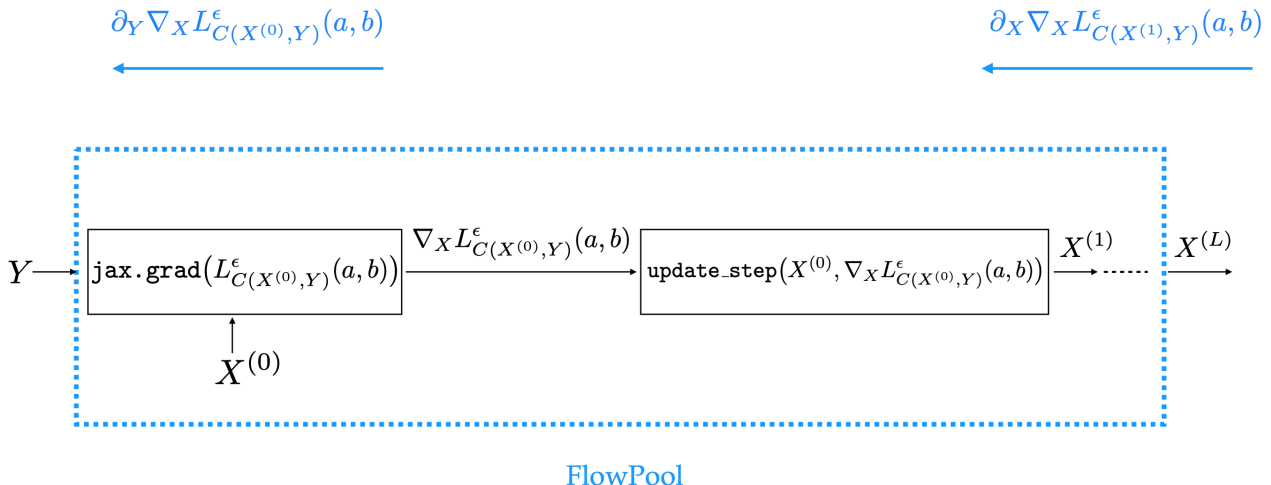 ∂_Y ∇_X L^ϵ_{C(X^{(0)},Y)}(a, b)
∂_X ∇_X L^ϵ_{C(X^{(1)},Y)}(a, b)
Y
jax.grad(L^ϵ_{C(X^{(0)},Y)}(a, b))
∇_X L^ϵ_{C(X^{(0)},Y)}(a, b)
update_step(X^{(0)}, ∇_X L^ϵ_{C(X^{(0)},Y)}(a, b))
X^{(1)}
X^{(L)}
X^{(0)}
FlowPool